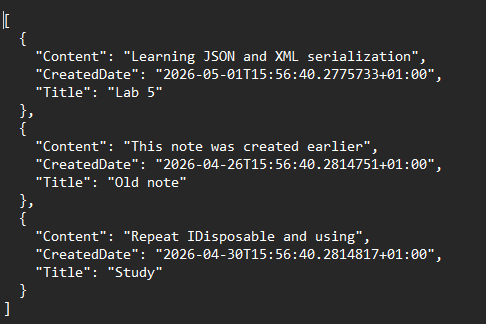 [
  {
    "Content": "Learning JSON and XML serialization",
    "CreatedDate": "2026-05-01T15:56:40.2775733+01:00",
    "Title": "Lab 5"
  },
  {
    "Content": "This note was created earlier",
    "CreatedDate": "2026-04-26T15:56:40.2814751+01:00",
    "Title": "Old note"
  },
  {
    "Content": "Repeat IDisposable and using",
    "CreatedDate": "2026-04-30T15:56:40.2814817+01:00",
    "Title": "Study"
  }
]